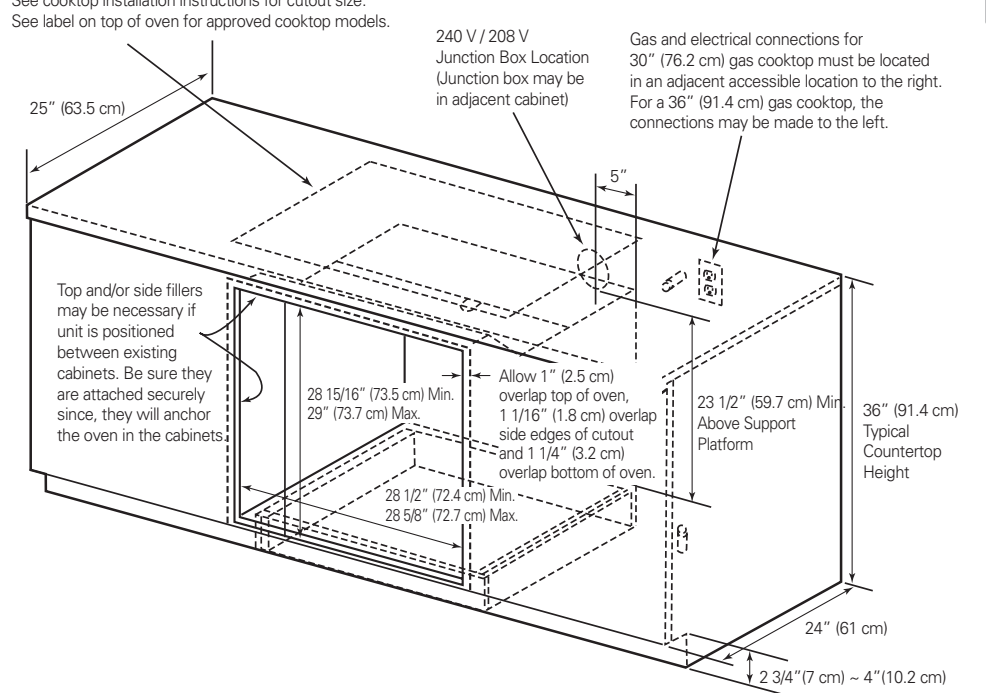 See cooktop installation instructions for cutout size.
See label on top of oven for approved cooktop models.
240 V / 208 V
Junction Box Location
(Junction box may be
in adjacent cabinet)
Gas and electrical connections for
30" (76.2 cm) gas cooktop must be located
in an adjacent accessible location to the right.
For a 36" (91.4 cm) gas cooktop, the
connections may be made to the left.
25" (63.5 cm)
5"
Top and/or side fillers
may be necessary if
unit is positioned
between existing
cabinets. Be sure they
are attached securely
since, they will anchor
the oven in the cabinets.
28 15/16" (73.5 cm) Min.
29" (73.7 cm) Max.
Allow 1" (2.5 cm)
overlap top of oven,
1 1/16" (1.8 cm) overlap
side edges of cutout
and 1 1/4" (3.2 cm)
overlap bottom of oven.
23 1/2" (59.7 cm) Min.
Above Support
Platform
36" (91.4 cm)
Typical
Countertop
Height
28 1/2" (72.4 cm) Min.
28 5/8" (72.7 cm) Max.
24" (61 cm)
2 3/4"(7 cm) ~ 4"(10.2 cm)